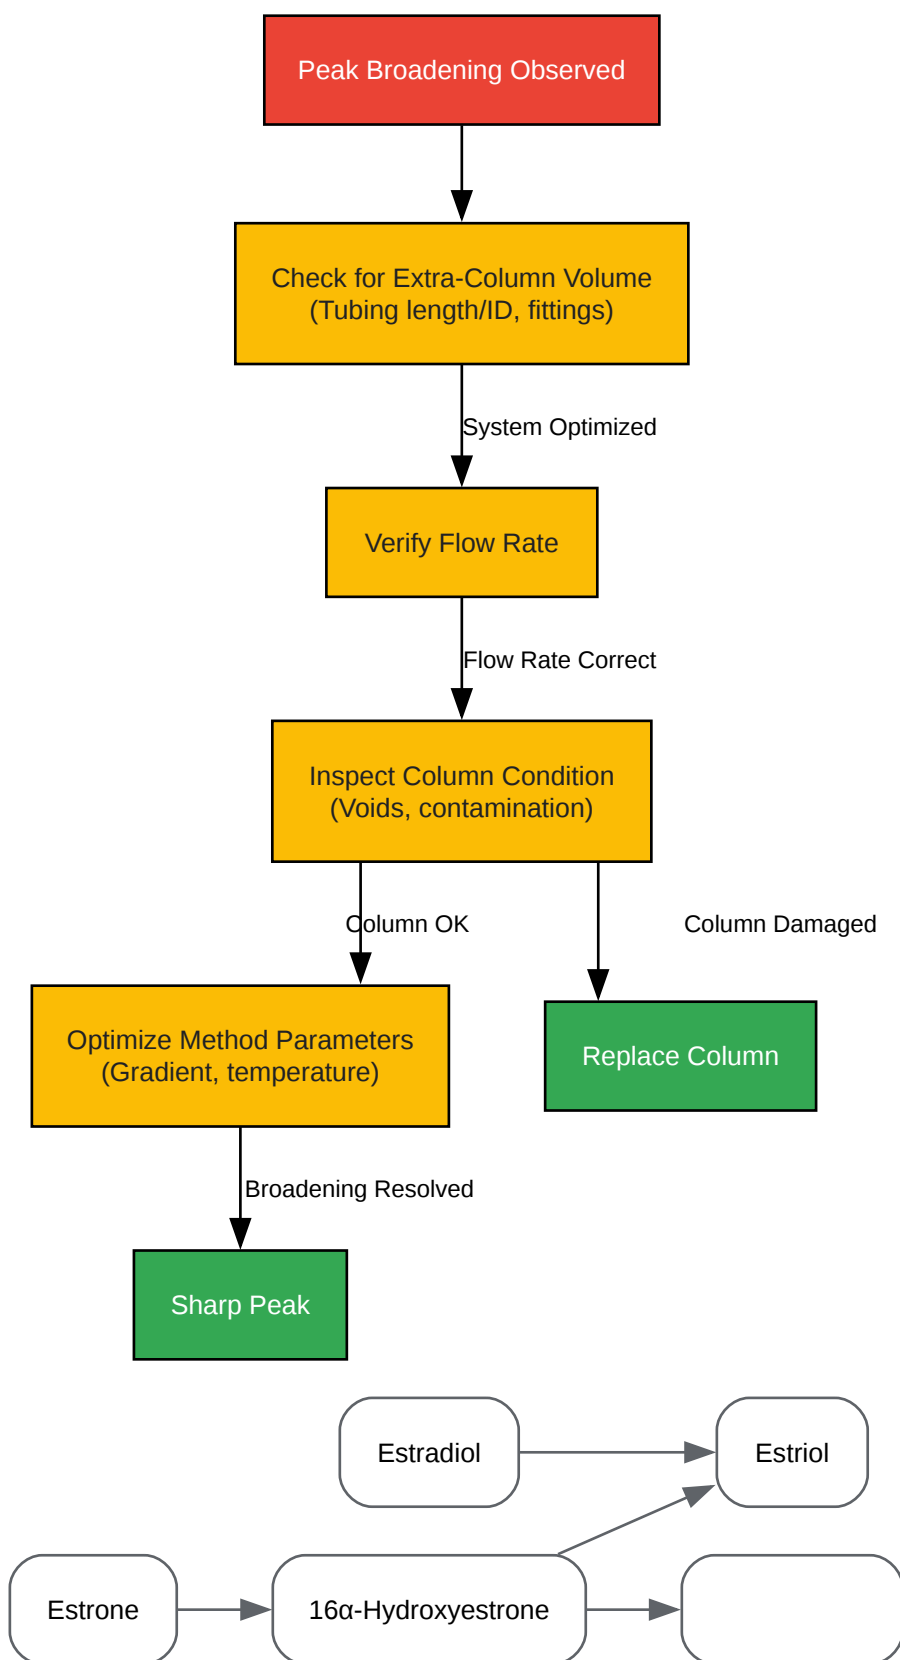 Peak Broadening Observed
Check for Extra-Column Volume
(Tubing length/ID, fittings)
System Optimized
Verify Flow Rate
Flow Rate Correct
Inspect Column Condition
(Voids, contamination)
Column OK
Column Damaged
Optimize Method Parameters
(Gradient, temperature)
Replace Column
Broadening Resolved
Sharp Peak
Estradiol
Estriol
Estrone
16α-Hydroxyestrone